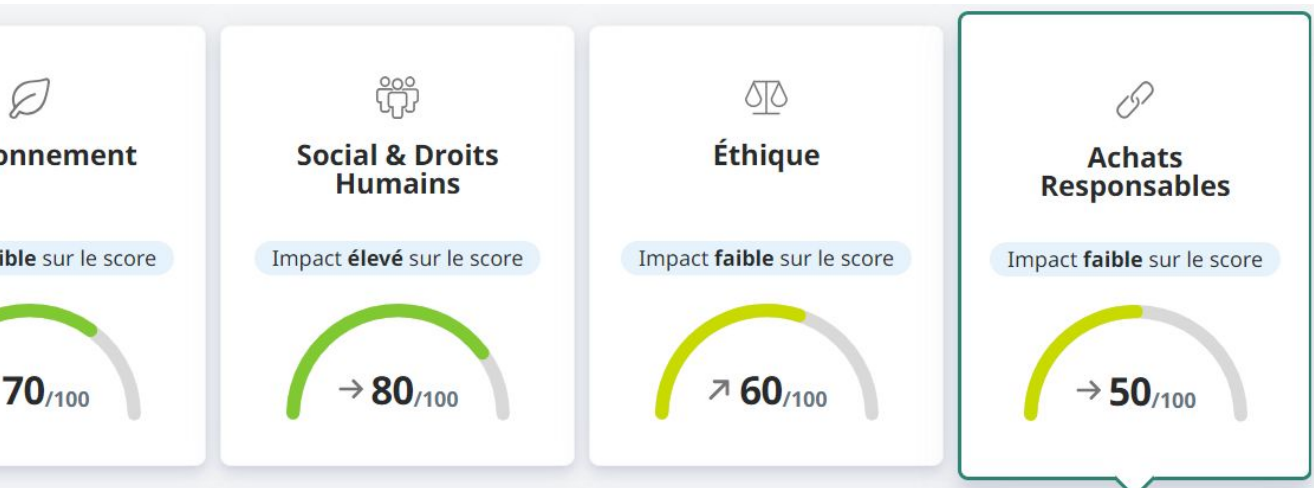 onnement
ible sur le score
70/100
Social & Droits
Humains
Impact élevé sur le score
→ 80/100
Éthique
Impact faible sur le score
↗ 60/100
Achats
Responsables
Impact faible sur le score
→ 50/100